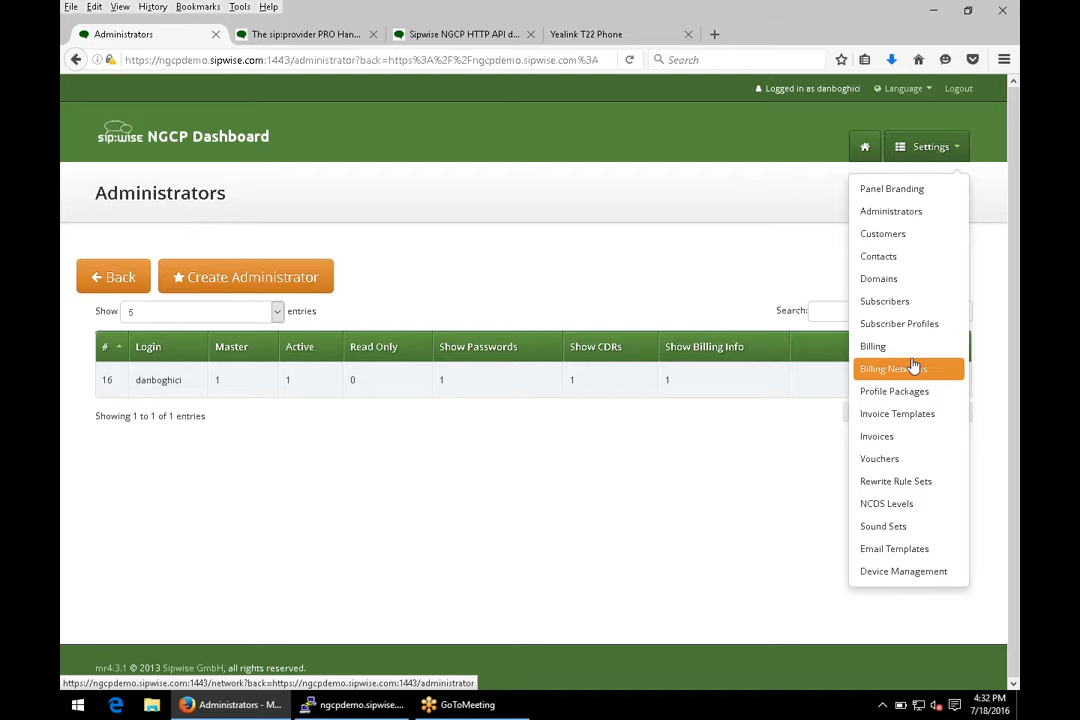 File Edit View History Bookmarks Tools Help
Administrators
The sip:provider PRO Han...
Sipwise NGCP HTTP API d...
Yealink T22 Phone
https://ngcpdemo.sipwise.com:1443/administrator?back=https%3A%2F%2Fngcpdemo.sipwise.com%3A
Search
Logged in as danboghici
Language
Logout
sip:wise NGCP Dashboard
Settings
Administrators
Panel Branding
Administrators
Customers
Contacts
Domains
Subscribers
Subscriber Profiles
Billing
Profile Packages
Invoice Templates
Invoices
Vouchers
Rewrite Rule Sets
NCDS Levels
Sound Sets
Email Templates
Device Management
Back
Create Administrator
Show 5 entries
Search:
# Login Master Active Read Only Show Passwords Show CDRs Show Billing Info
16 danboghici 1 1 0 1 1 1
Showing 1 to 1 of 1 entries
mr4.3.1 © 2013 Sipwise GmbH, all rights reserved.
https://ngcpdemo.sipwise.com:1443/network?back=https://ngcpdemo.sipwise.com:1443/administrator
Administrators - M...
ngcpdemo.sipwise....
GoToMeeting
4:32 PM
7/18/2016